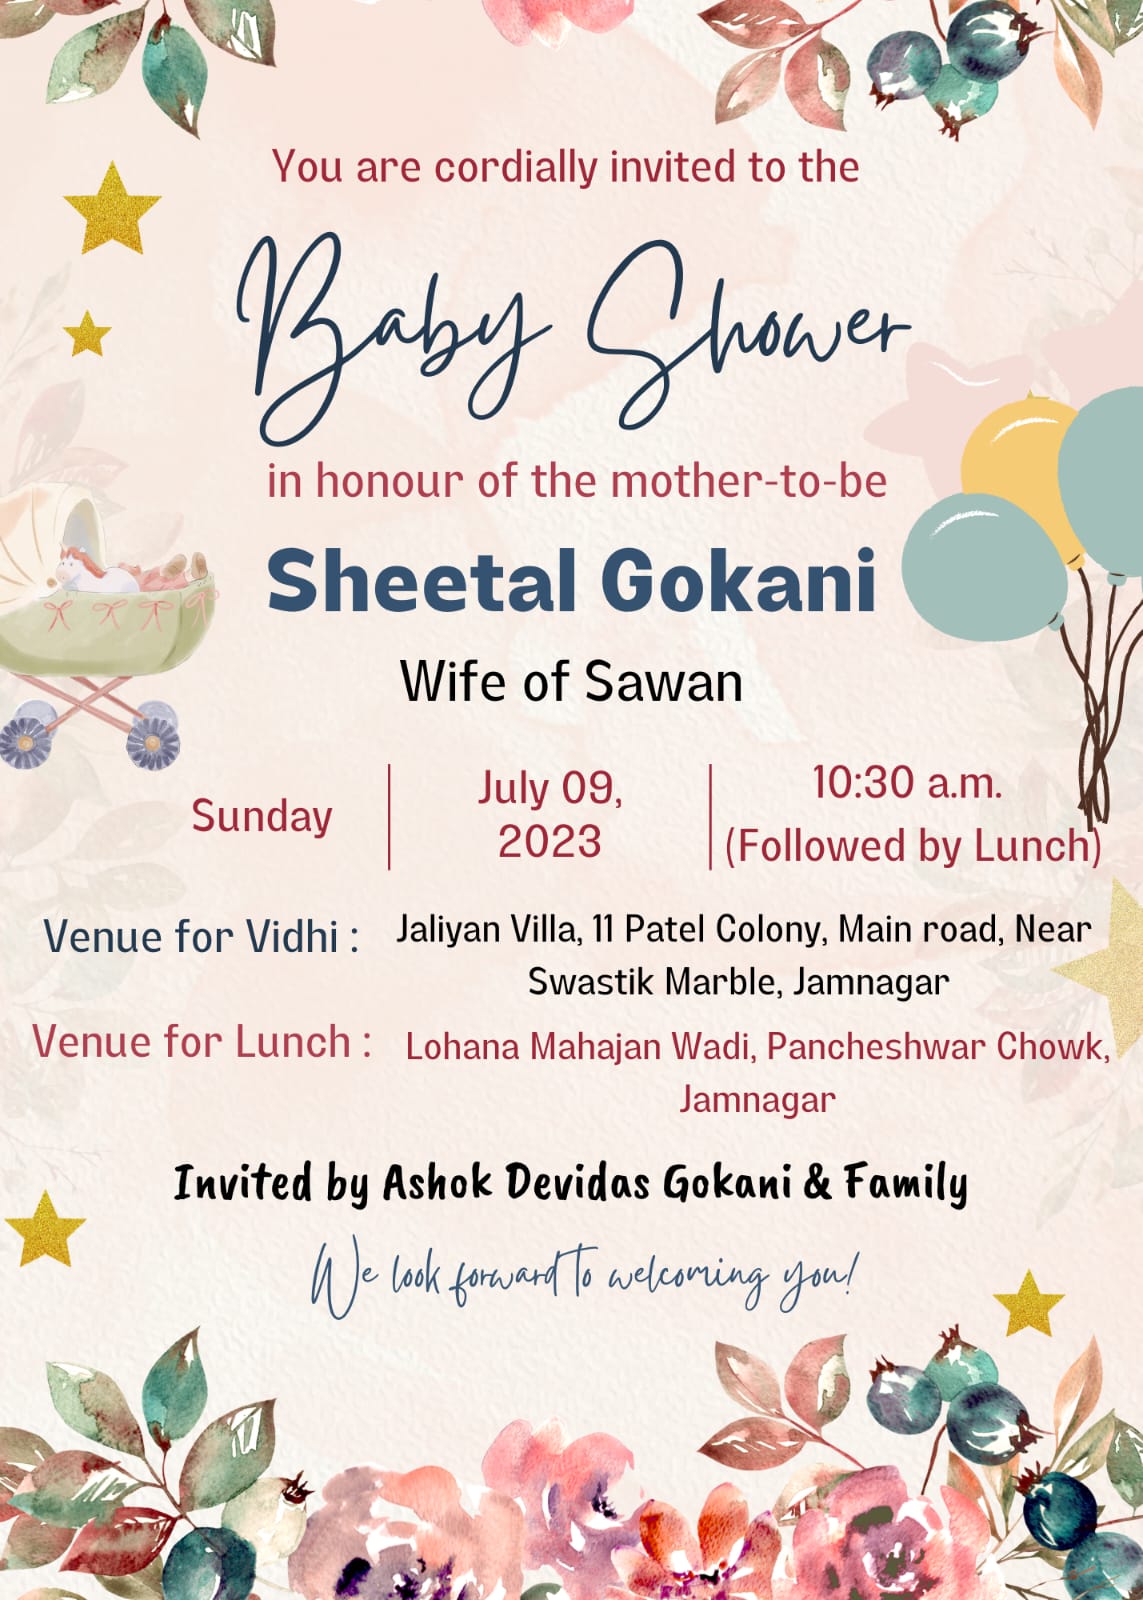 You are cordially invited to the
Baby Shower
in honour of the mother-to-be
Sheetal Gokani
Wife of Sawan
Sunday
July 09,
2023
10:30 a.m.
(Followed by Lunch)
Venue for Vidhi :
Jaliyan Villa, 11 Patel Colony, Main road, Near
Swastik Marble, Jamnagar
Venue for Lunch :
Lohana Mahajan Wadi, Pancheshwar Chowk,
Jamnagar
Invited by Ashok Devidas Gokani & Family
We look forward to welcoming you!